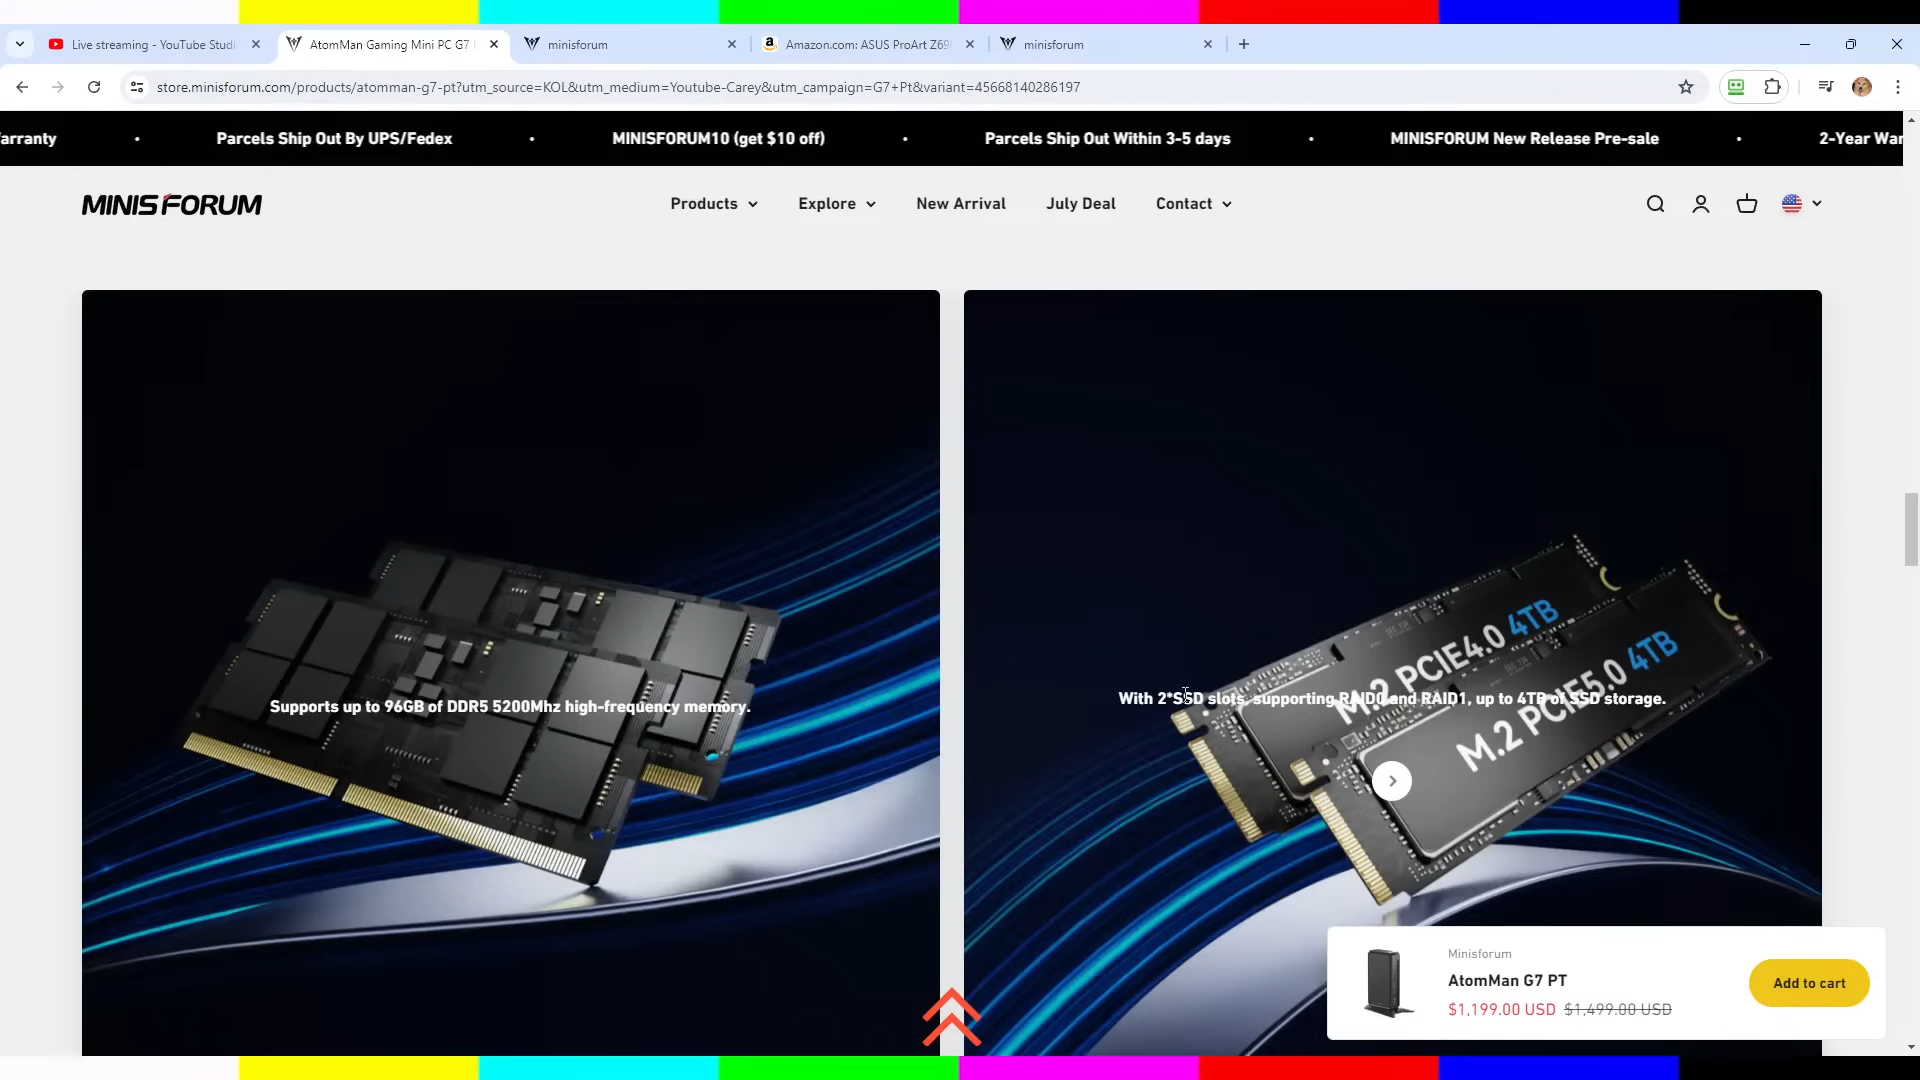 Live streaming - YouTube Studi
AtomMan Gaming Mini PC G7
minisforum
Amazon.com: ASUS ProArt Z69
minisforum
store.minisforum.com/products/atomman-g7-pt?utm_source=KOL&utm_medium=Youtube-Carey&utm_campaign=G7+Pt&variant=45668140286197
arranty • Parcels Ship Out By UPS/Fedex • MINISFORUM10 (get $10 off) • Parcels Ship Out Within 3-5 days • MINISFORUM New Release Pre-sale • 2-Year War
MINISFORUM
Products
Explore
New Arrival
July Deal
Contact
Supports up to 96GB of DDR5 5200Mhz high-frequency memory.
M.2 PCIE4.0 4TB
M.2 PCIE5.0 4TB
With 2*SSD slots, supporting RAID0 and RAID1, up to 4TB of SSD storage.
Minisforum
AtomMan G7 PT
$1,199.00 USD $1,499.00 USD
Add to cart